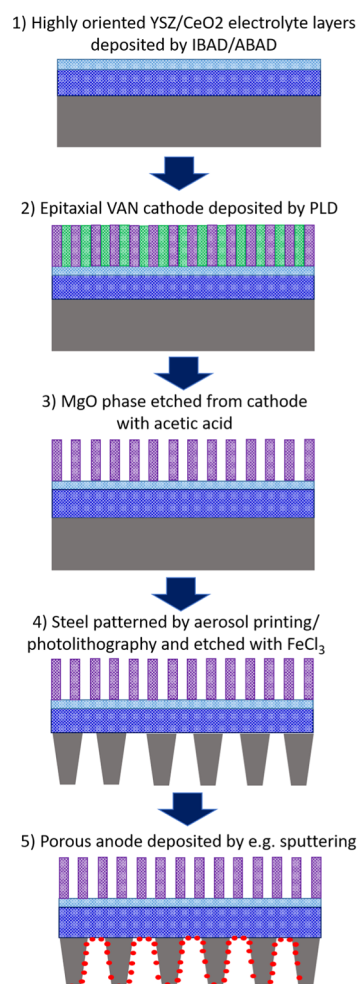 1) Highly oriented YSZ/CeO2 electrolyte layers
deposited by IBAD/ABAD
2) Epitaxial VAN cathode deposited by PLD
3) MgO phase etched from cathode
with acetic acid
4) Steel patterned by aerosol printing/
photolithography and etched with FeCl₃
5) Porous anode deposited by e.g. sputtering